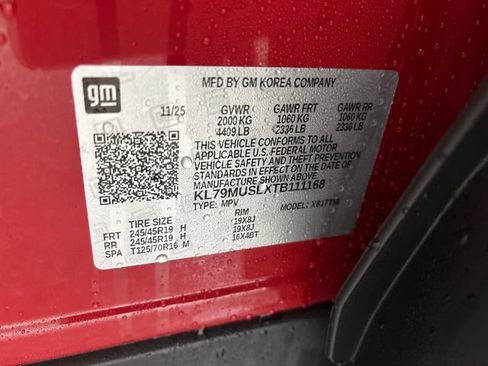 gm
MFD BY GM KOREA COMPANY
11/25 GVWR GAWR FRT GAWR RR
2000 KG 1060 KG 1060 KG
4409 LB 2336 LB 2336 LB
THIS VEHICLE CONFORMS TO ALL
APPLICABLE U.S. FEDERAL MOTOR
VEHICLE SAFETY AND THEFT PREVENTION
STANDARDS IN EFFECT ON THE DATE OF
MANUFACTURE SHOWN ABOVE.
KL79MUSLXTB111168
TYPE: MPV
TIRE SIZE RIM
FRT 245/45R19 H 19X8J
RR 245/45R19 H 19X8J
SPA T125/70R16 M 16X4BT